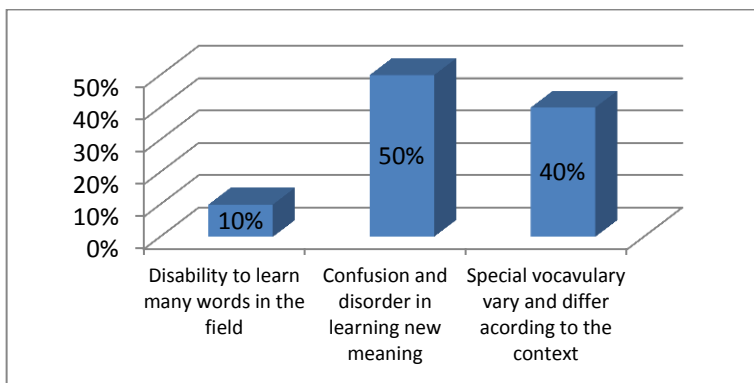 50%
40%
30%
20%
10%
0%
10%
50%
40%
Disability to learn
many words in the
field
Confusion and
disorder in
learning new
meaning
Special vocavulary
vary and differ
acording to the
context